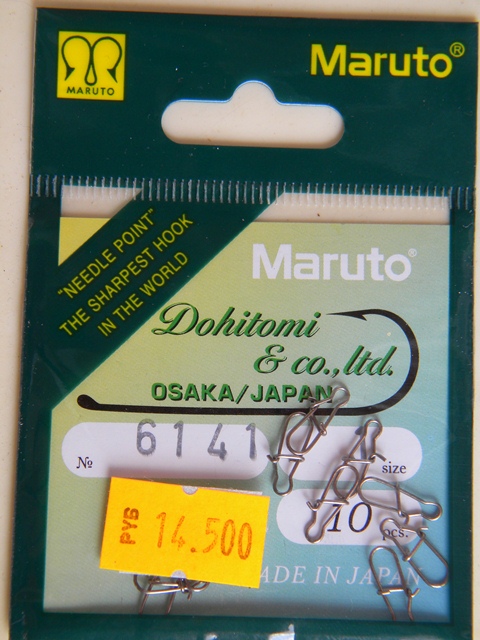 MARUTO
Maruto®
"NEEDLE POINT"
THE SHARPEST HOOK
IN THE WORLD
Maruto®
Dohitomi
& co., ltd.
OSAKA/JAPAN
№ 6141
size
10 pcs.
РУБ 14.500
MADE IN JAPAN